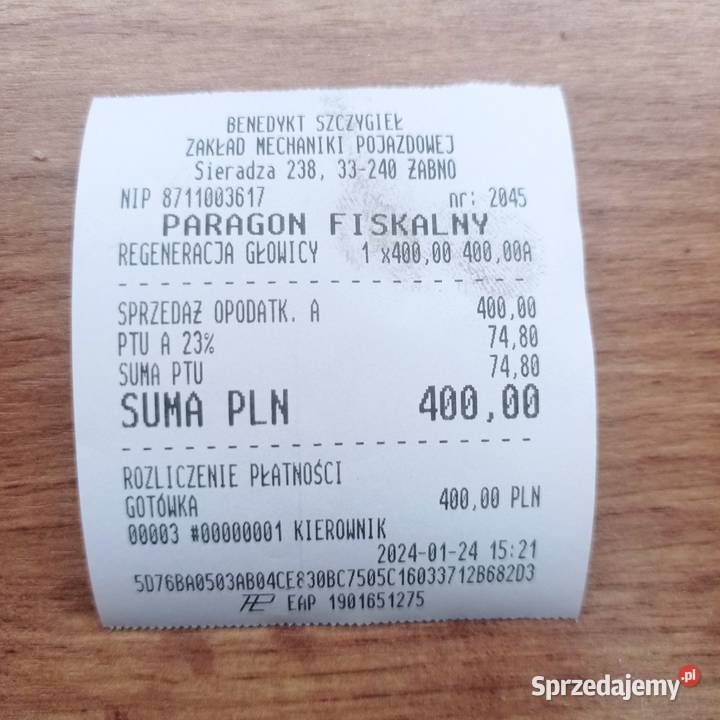 BENEDYKT SZCZYGIEŁ
ZAKŁAD MECHANIKI POJAZDOWEJ
Sieradza 238, 33-240 ŻABNO
NIP 8711003617 nr: 2045
PARAGON FISKALNY
REGENERACJA GŁOWICY 1 x400,00 400,00A
SPRZEDAŻ OPODATK. A 400,00
PTU A 23% 74,80
SUMA PTU 74,80
SUMA PLN 400,00
ROZLICZENIE PŁATNOŚCI
GOTÓWKA 400,00 PLN
00003 #00000001 KIEROWNIK
2024-01-24 15:21
5D76BA0503AB04CE830BC7505C16033712B682D3
EAP 1901651275
Sprzedajemy.pl